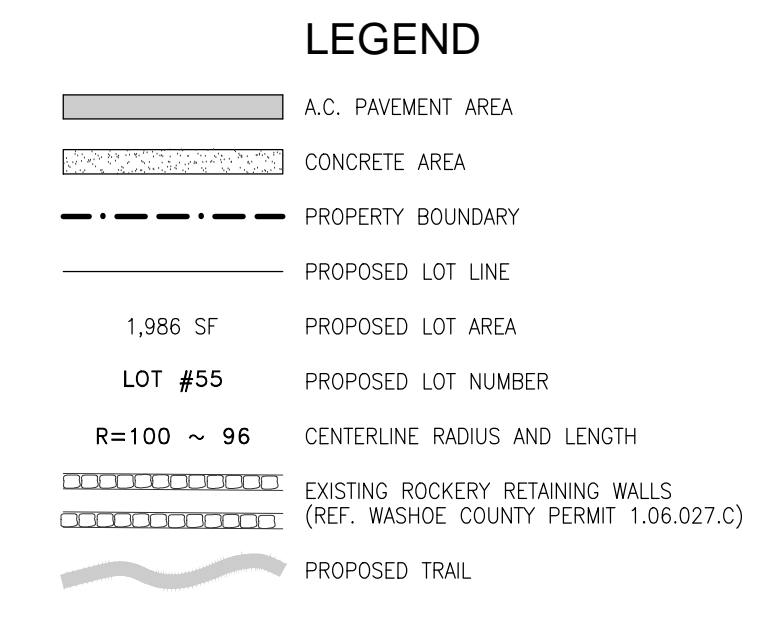 LEGEND
A.C. PAVEMENT AREA
CONCRETE AREA
PROPERTY BOUNDARY
PROPOSED LOT LINE
1,986 SF PROPOSED LOT AREA
LOT #55 PROPOSED LOT NUMBER
R=100 ~ 96 CENTERLINE RADIUS AND LENGTH
EXISTING ROCKERY RETAINING WALLS
(REF. WASHOE COUNTY PERMIT 1.06.027.C)
PROPOSED TRAIL